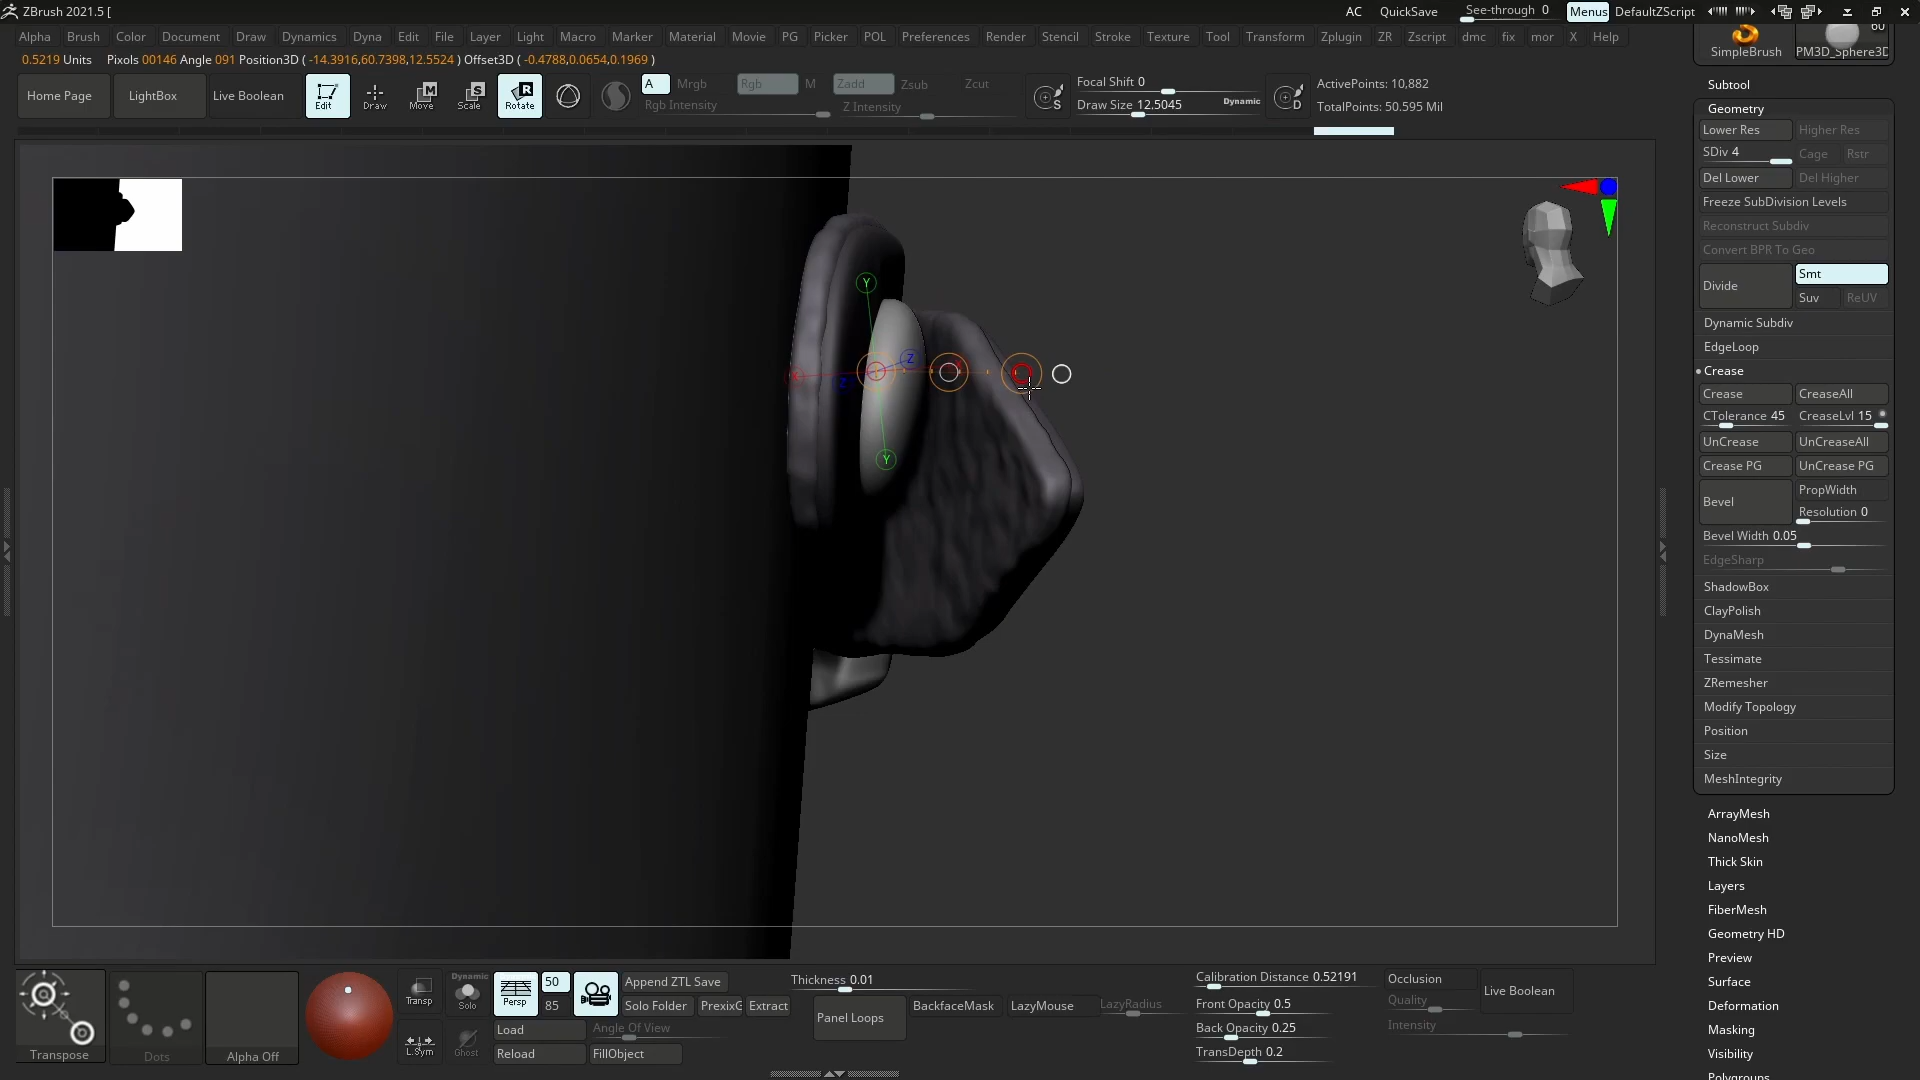 ZBrush 2021.5 [
AC QuickSave See-through 0 Menus DefaultZScript
Alpha Brush Color Document Draw Dynamics Dyna Edit File Layer Light Macro Marker Material Movie PG Picker POL Preferences Render Stencil Stroke Texture Tool Transform Zplugin ZR Zscript dmc fix mor X Help
0.5219 Units Pixols 00146 Angle 091 Position3D ( -14.3916,60.7398,12.5524 ) Offset3D ( -0.4788,0.0654,0.1969 )
Home Page LightBox Live Boolean Edit Draw Move Scale Rotate
A Mrgb Rgb M Zadd Zsub Zcut
Rgb Intensity Z Intensity
S Focal Shift 0
Draw Size 12.5045 Dynamic D
ActivePoints: 10,882
TotalPoints: 50.595 Mil
SimpleBrush PM3D_Sphere3D
60
Subtool
Geometry
Lower Res Higher Res
SDiv 4 Cage Rstr
Del Lower Del Higher
Freeze SubDivision Levels
Reconstruct Subdiv
Convert BPR To Geo
Divide Smt
Suv ReUV
Dynamic Subdiv
EdgeLoop
Crease
Crease CreaseAll
CTolerance 45 CreaseLvl 15
UnCrease UnCreaseAll
Crease PG UnCrease PG
Bevel PropWidth
Resolution 0
Bevel Width 0.05
EdgeSharp
ShadowBox
ClayPolish
DynaMesh
Tessimate
ZRemesher
Modify Topology
Position
Size
MeshIntegrity
ArrayMesh
NanoMesh
Thick Skin
Layers
FiberMesh
Geometry HD
Preview
Surface
Deformation
Masking
Visibility
Polygroups
Y
Z
Z
Y
Transpose Dots Alpha Off
Transp Dynamic Solo
L.Sym Ghost
Persp 50
85
Append ZTL Save
Solo Folder PrexixG Extract
Load Angle Of View
Reload FillObject
Thickness 0.01
Panel Loops BackfaceMask LazyMouse LazyRadius
Calibration Distance 0.52191
Front Opacity 0.5
Back Opacity 0.25
TransDepth 0.2
Occlusion
Quality
Intensity
Live Boolean